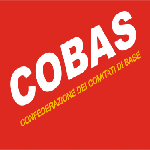 COBAS
CONFEDERAZIONE DEI COMITATI DI BASE